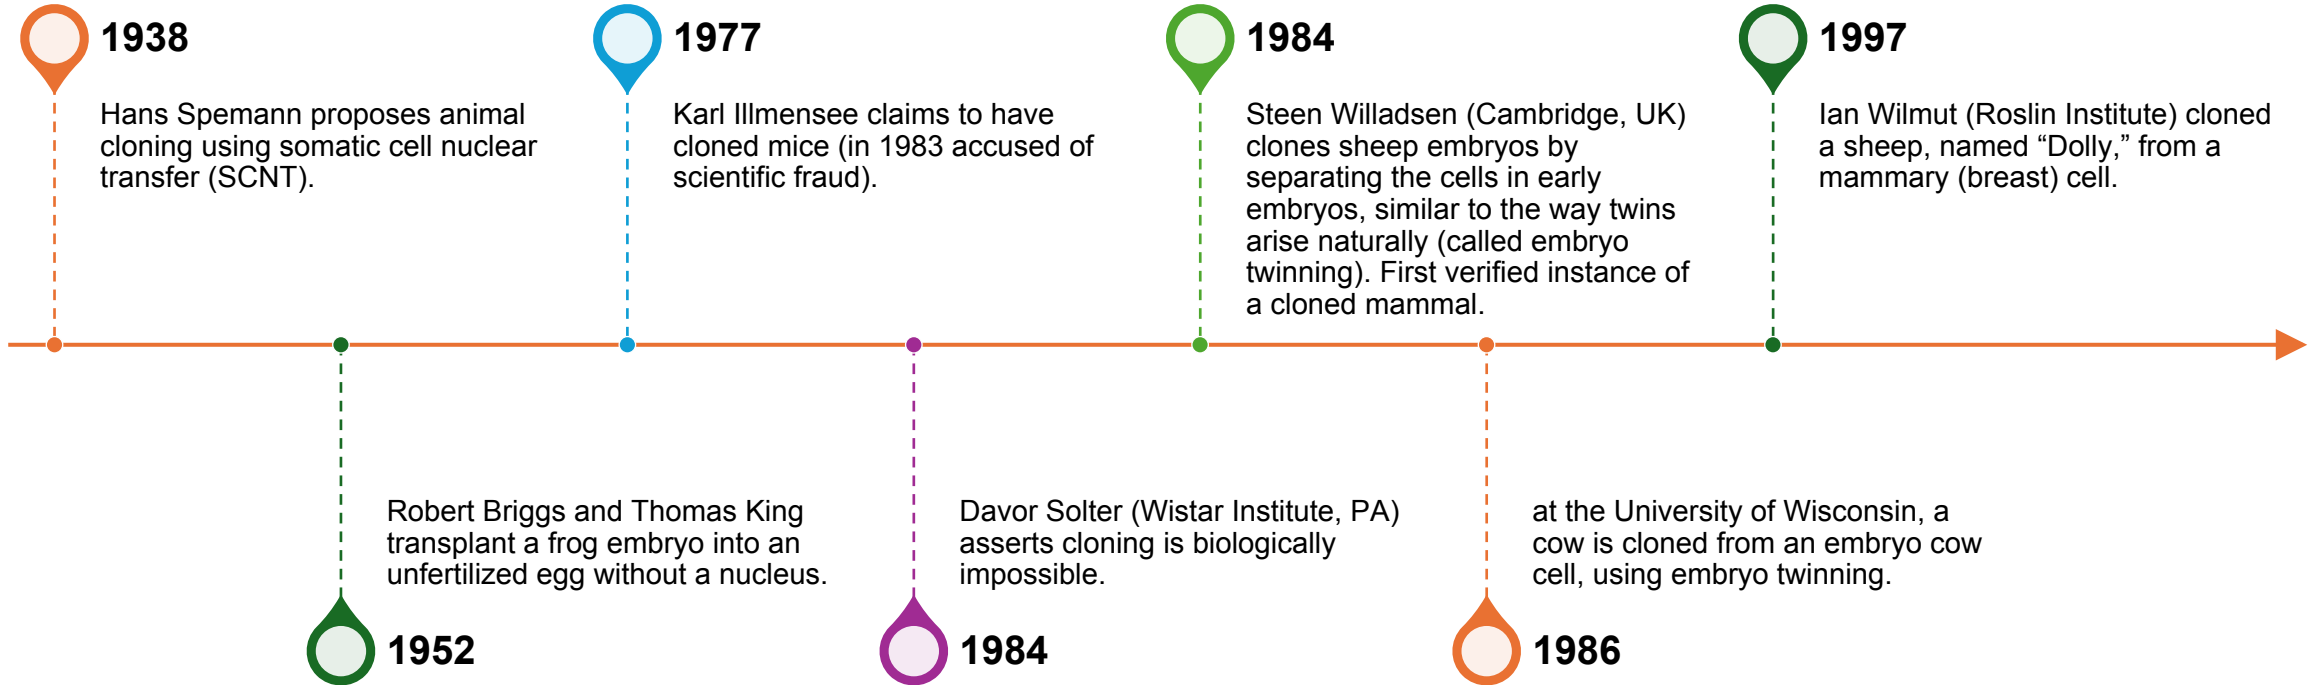 1938
Hans Spemann proposes animal
cloning using somatic cell nuclear
transfer (SCNT).
Robert Briggs and Thomas King
transplant a frog embryo into an
unfertilized egg without a nucleus.
1952
1977
Karl Illmensee claims to have
cloned mice (in 1983 accused of
scientific fraud).
Davor Solter (Wistar Institute, PA)
asserts cloning is biologically
impossible.
1984
1984
Steen Willadsen (Cambridge, UK)
clones sheep embryos by
separating the cells in early
embryos, similar to the way twins
arise naturally (called embryo
twinning). First verified instance of
a cloned mammal.
at the University of Wisconsin, a
cow is cloned from an embryo cow
cell, using embryo twinning.
1986
1997
Ian Wilmut (Roslin Institute) cloned
a sheep, named “Dolly,” from a
mammary (breast) cell.